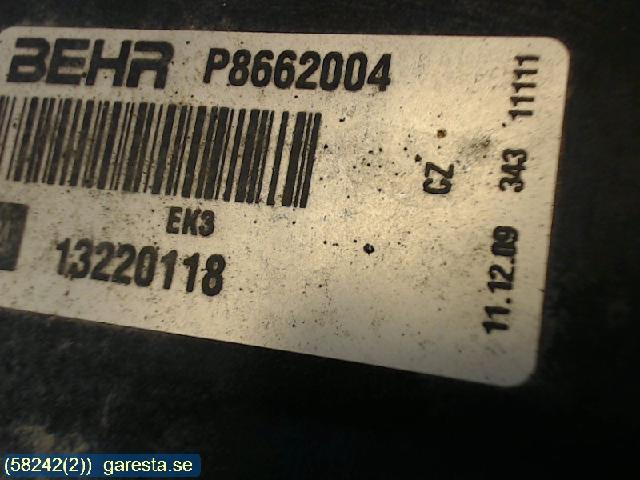 BEHR P8662004
EK3
13220118
CZ
11.12.09 343 11111
(58242(2)) garesta.se